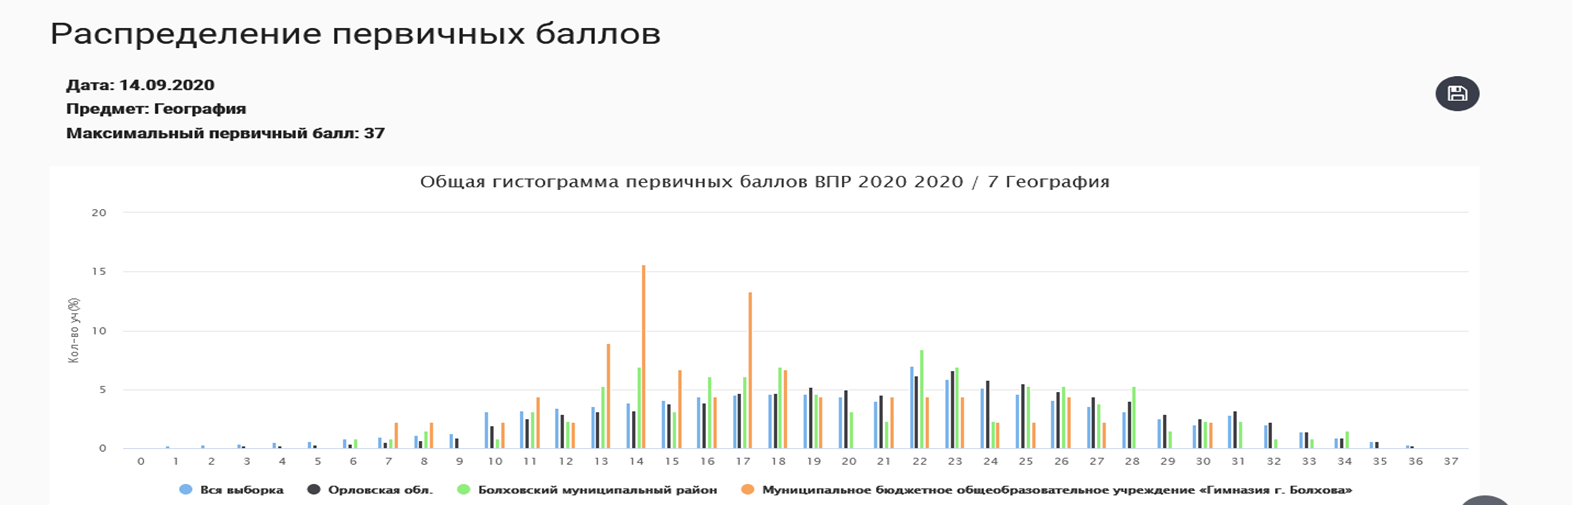 Распределение первичных баллов
Дата: 14.09.2020
Предмет: География
Максимальный первичный балл: 37
Общая гистограмма первичных баллов ВПР 2020 2020 / 7 География
Кол-во уч(%)
20
15
10
5
0
0 1 2 3 4 5 6 7 8 9 10 11 12 13 14 15 16 17 18 19 20 21 22 23 24 25 26 27 28 29 30 31 32 33 34 35 36 37
Вся выборка Орловская обл. Болховский муниципальный район Муниципальное бюджетное общеобразовательное учреждение «Гимназия г. Болхова»